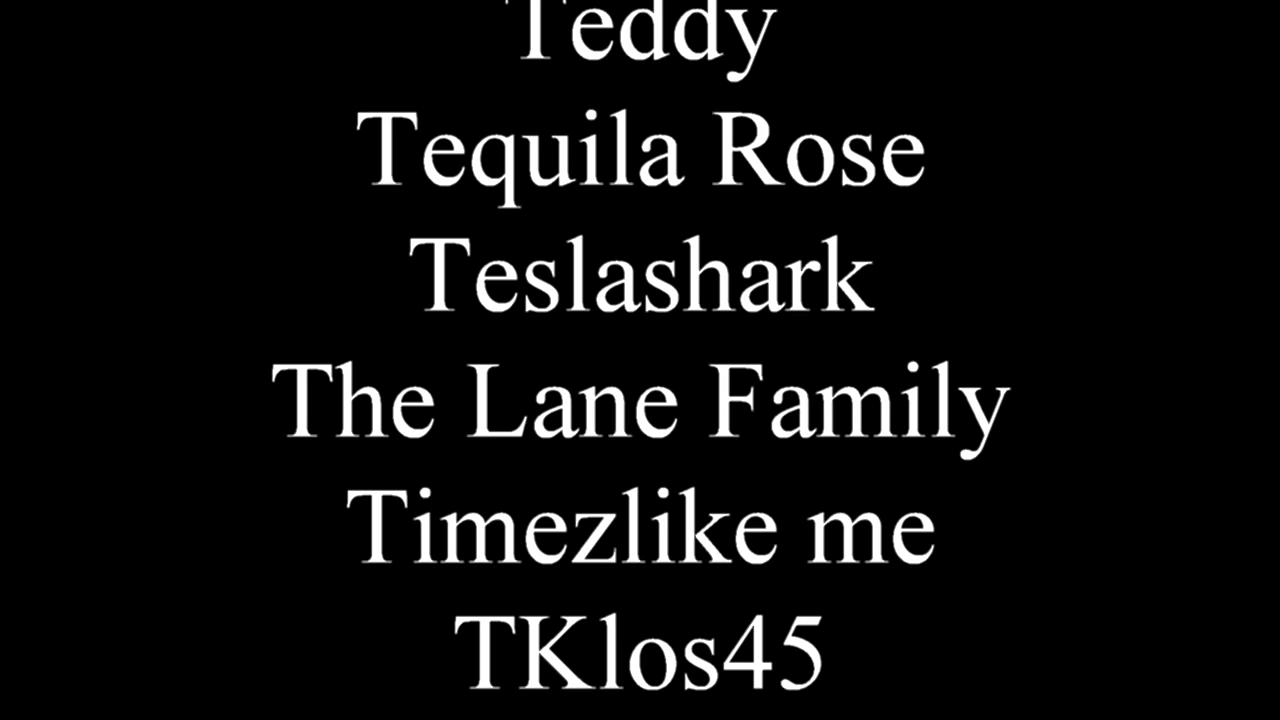 Teddy
Tequila Rose
Teslashark
The Lane Family
Timezlike me
TKlos45